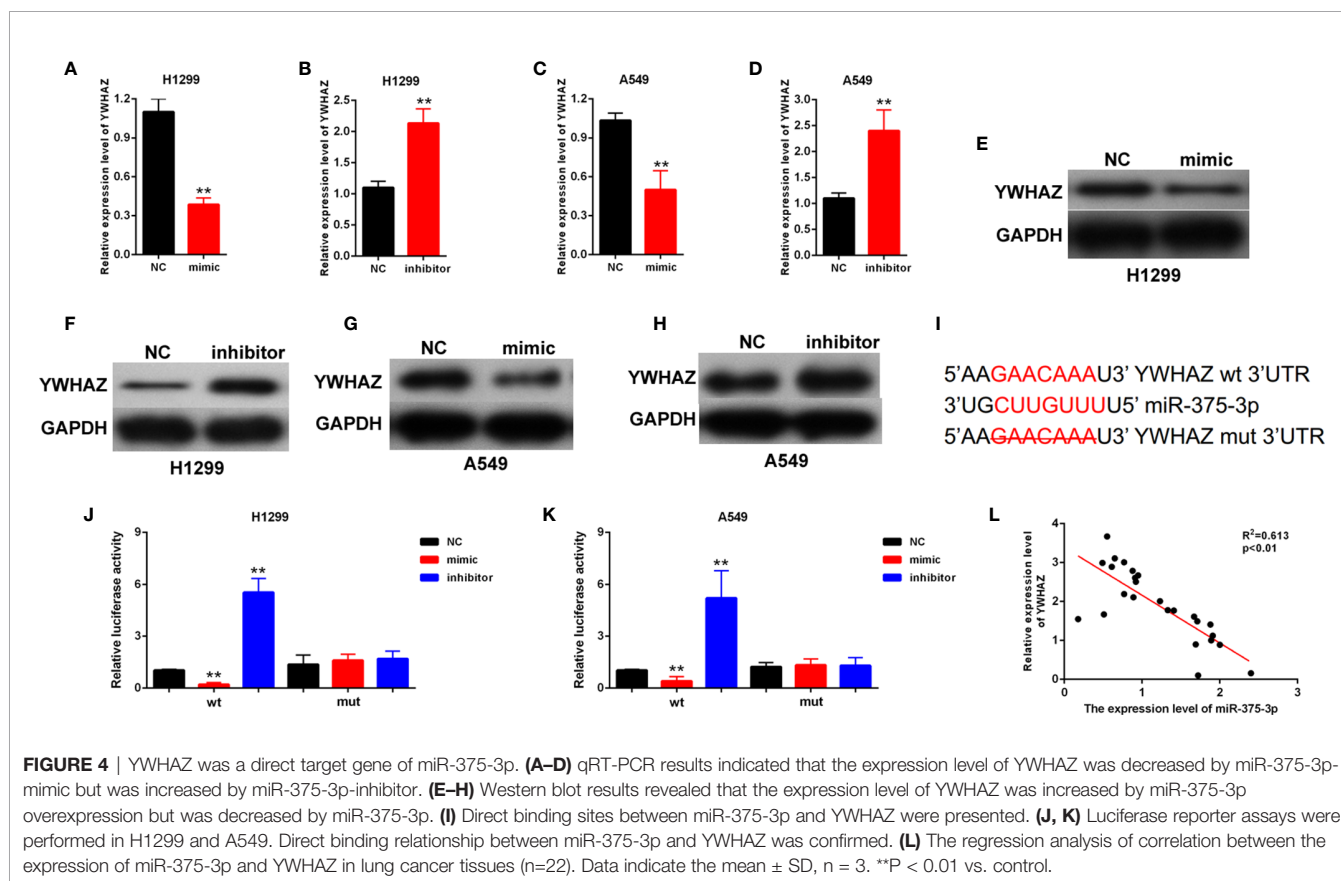 A
H1299
Relative expression level of YWHAZ
1.2
0.9
0.6
0.3
0.0
**
NC
mimic
B
H1299
Relative expression level of YWHAZ
2.5
2.0
1.5
1.0
0.5
0.0
**
NC
inhibitor
C
A549
Relative expression level of YWHAZ
1.2
0.9
0.6
0.3
0.0
**
NC
mimic
D
A549
Relative expression level of YWHAZ
3.0
2.5
2.0
1.5
1.0
0.5
0.0
**
NC
inhibitor
E
NC mimic
YWHAZ
GAPDH
H1299
F
NC inhibitor
YWHAZ
GAPDH
H1299
G
NC mimic
YWHAZ
GAPDH
A549
H
NC inhibitor
YWHAZ
GAPDH
A549
I
5'AAGAACAAAU3' YWHAZ wt 3'UTR
3'UGCUUGUUUU5' miR-375-3p
5'AAGAACAAAU3' YWHAZ mut 3'UTR
J
H1299
Relative luciferase activity
9
6
3
0
**
**
wt
mut
NC
mimic
inhibitor
K
A549
Relative luciferase activity
9
6
3
0
**
**
wt
mut
NC
mimic
inhibitor
L
Relative expression level
of YWHAZ
4
3
2
1
0
R²=0.613
p<0.01
0 1 2 3
The expression level of miR-375-3p
FIGURE 4 | YWHAZ was a direct target gene of miR-375-3p. (A–D) qRT-PCR results indicated that the expression level of YWHAZ was decreased by miR-375-3p-
mimic but was increased by miR-375-3p-inhibitor. (E–H) Western blot results revealed that the expression level of YWHAZ was increased by miR-375-3p
overexpression but was decreased by miR-375-3p. (I) Direct binding sites between miR-375-3p and YWHAZ were presented. (J, K) Luciferase reporter assays were
performed in H1299 and A549. Direct binding relationship between miR-375-3p and YWHAZ was confirmed. (L) The regression analysis of correlation between the
expression of miR-375-3p and YWHAZ in lung cancer tissues (n=22). Data indicate the mean ± SD, n = 3. **P < 0.01 vs. control.